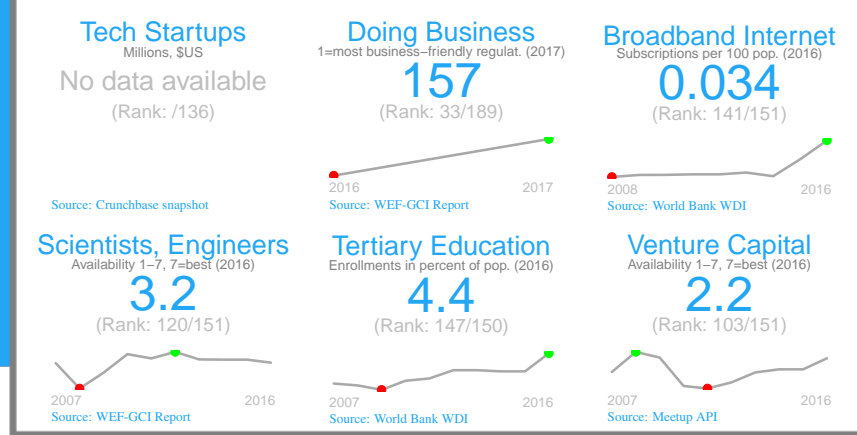 Tech Startups
Millions, $US
No data available
(Rank: /136)
Source: Crunchbase snapshot
Doing Business
1=most business−friendly regulat. (2017)
157
(Rank: 33/189)
2016 2017
Source: WEF-GCI Report
Broadband Internet
Subscriptions per 100 pop. (2016)
0.034
(Rank: 141/151)
2008 2016
Source: World Bank WDI
Scientists, Engineers
Availability 1−7, 7=best (2016)
3.2
(Rank: 120/151)
2007 2016
Source: WEF-GCI Report
Tertiary Education
Enrollments in percent of pop. (2016)
4.4
(Rank: 147/150)
2007 2016
Source: World Bank WDI
Venture Capital
Availability 1−7, 7=best (2016)
2.2
(Rank: 103/151)
2007 2016
Source: Meetup API